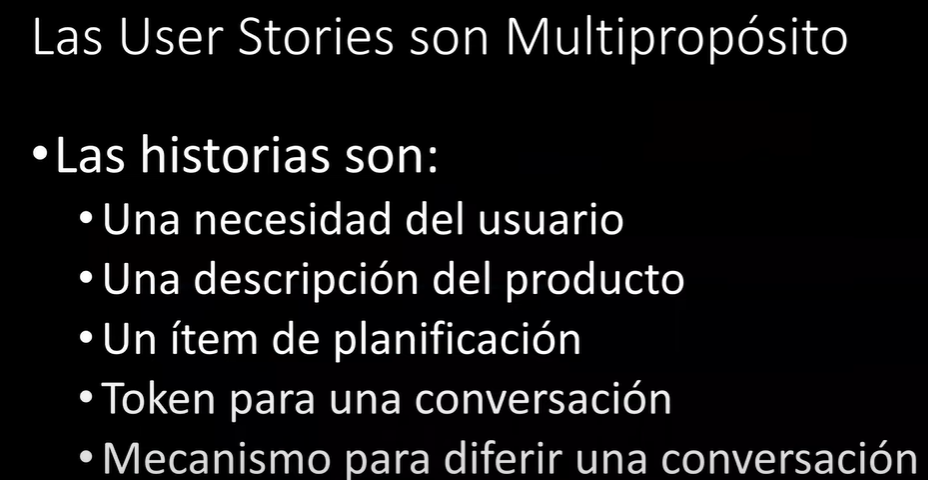 Las User Stories son Multipropósito
•Las historias son:
•Una necesidad del usuario
•Una descripción del producto
•Un ítem de planificación
•Token para una conversación
•Mecanismo para diferir una conversación